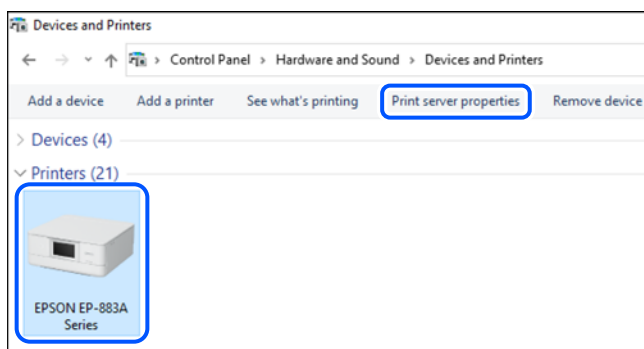 Devices and Printers
Control Panel > Hardware and Sound > Devices and Printers
Add a device Add a printer See what's printing Print server properties Remove device
Devices (4)
Printers (21)
EPSON EP-883A
Series